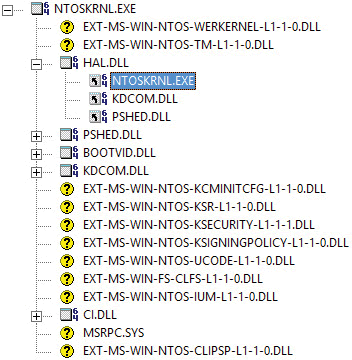 NTOSKRNL.EXE
EXT-MS-WIN-NTOS-WERKERNEL-L1-1-0.DLL
EXT-MS-WIN-NTOS-TM-L1-1-0.DLL
HAL.DLL
NTOSKRNL.EXE
KDCOM.DLL
PSHED.DLL
PSHED.DLL
BOOTVID.DLL
KDCOM.DLL
EXT-MS-WIN-NTOS-KCMINITCFG-L1-1-0.DLL
EXT-MS-WIN-NTOS-KSR-L1-1-0.DLL
EXT-MS-WIN-NTOS-KSECURITY-L1-1-1.DLL
EXT-MS-WIN-NTOS-KSIGNINGPOLICY-L1-1-0.DLL
EXT-MS-WIN-NTOS-UCODE-L1-1-0.DLL
EXT-MS-WIN-FS-CLFS-L1-1-0.DLL
EXT-MS-WIN-NTOS-IUM-L1-1-0.DLL
CI.DLL
MSRPC.SYS
EXT-MS-WIN-NTOS-CLIPSP-L1-1-0.DLL